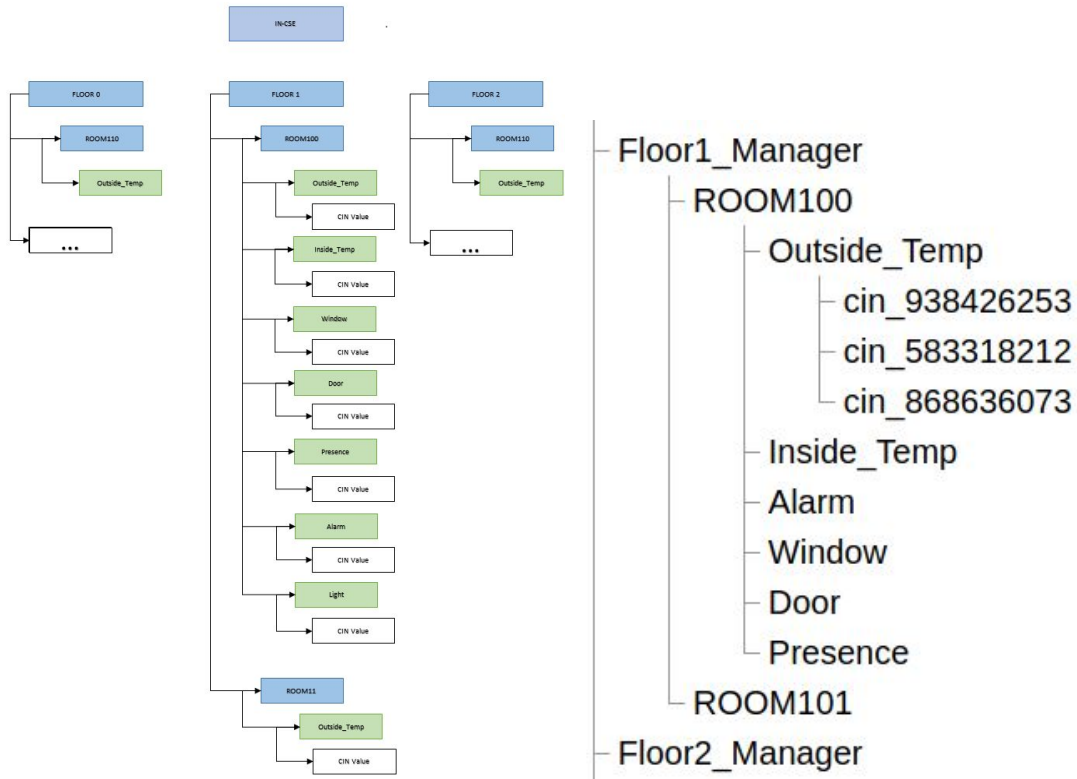 IN-CSE
FLOOR 0
ROOM110
Outside_Temp
...
FLOOR 1
ROOM100
Outside_Temp
CIN Value
Inside_Temp
CIN Value
Window
CIN Value
Door
CIN Value
Presence
CIN Value
Alarm
CIN Value
Light
CIN Value
ROOM11
Outside_Temp
CIN Value
FLOOR 2
ROOM110
Outside_Temp
...
Floor1_Manager
ROOM100
Outside_Temp
cin_938426253
cin_583318212
cin_868636073
Inside_Temp
Alarm
Window
Door
Presence
ROOM101
Floor2_Manager